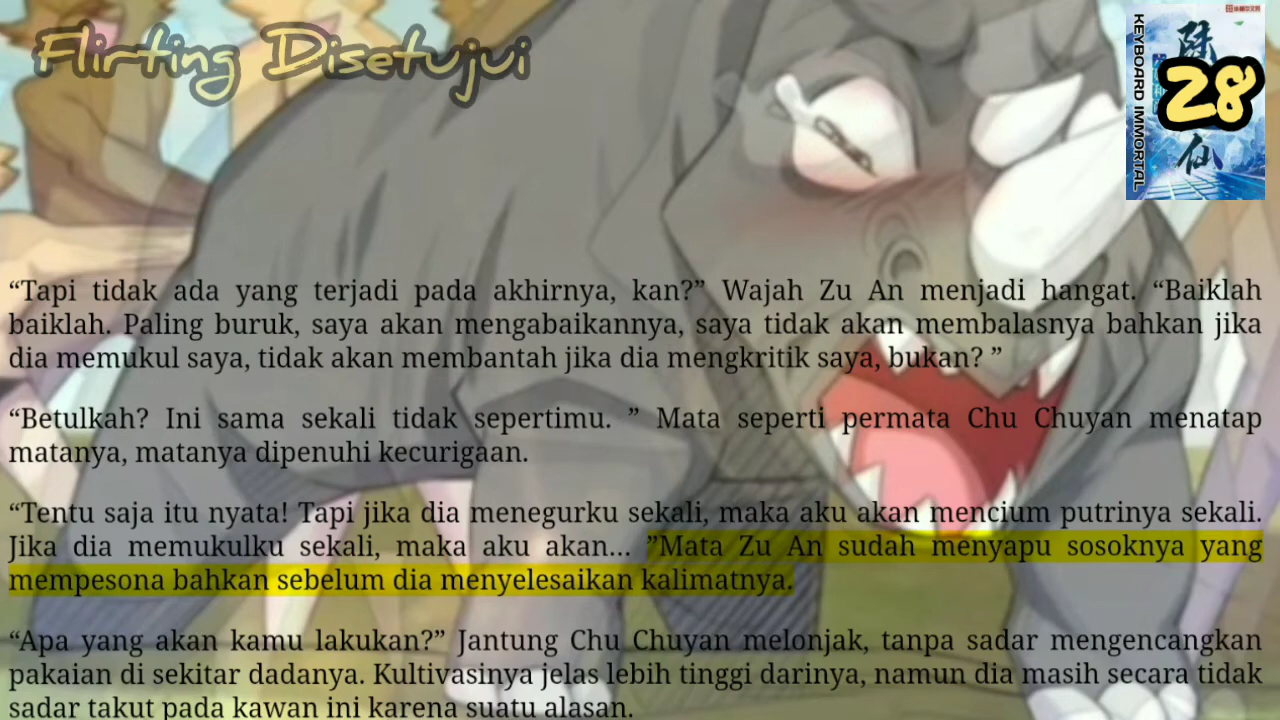 Flirting Disetujui
KEYBOARD IMMORTAL
陆
仙
28
“Tapi tidak ada yang terjadi pada akhirnya, kan?” Wajah Zu An menjadi hangat. “Baiklah
baiklah. Paling buruk, saya akan mengabaikannya, saya tidak akan membalasnya bahkan jika
dia memukul saya, tidak akan membantah jika dia mengkritik saya, bukan? ”
“Betulkah? Ini sama sekali tidak sepertimu. ” Mata seperti permata Chu Chuyan menatap
matanya, matanya dipenuhi kecurigaan.
“Tentu saja itu nyata! Tapi jika dia menegurku sekali, maka aku akan mencium putrinya sekali.
Jika dia memukulku sekali, maka aku akan… ”Mata Zu An sudah menyapu sosoknya yang
mempesona bahkan sebelum dia menyelesaikan kalimatnya.
“Apa yang akan kamu lakukan?” Jantung Chu Chuyan melonjak, tanpa sadar mengencangkan
pakaian di sekitar dadanya. Kultivasinya jelas lebih tinggi darinya, namun dia masih secara tidak
sadar takut pada kawan ini karena suatu alasan.